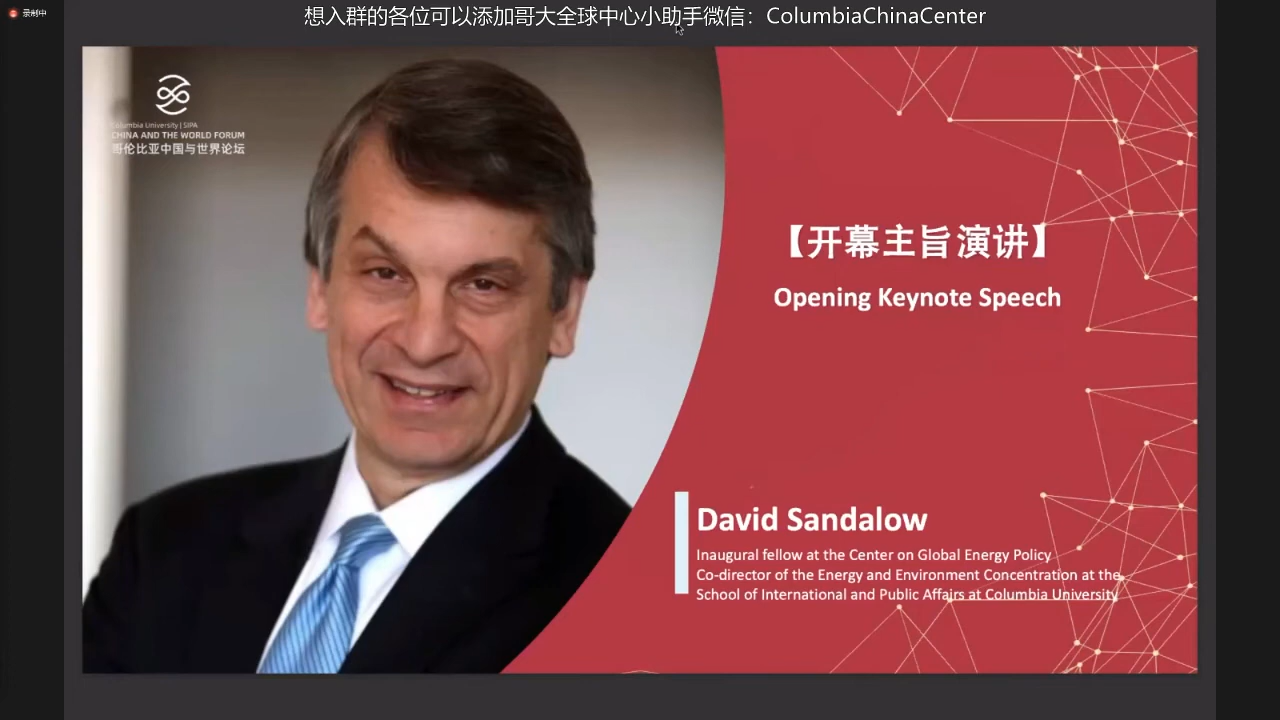 录制中
想入群的各位可以添加哥大全球中心小助手微信：ColumbiaChinaCenter
Columbia University | SIPA
CHINA AND THE WORLD FORUM
哥伦比亚中国与世界论坛
【开幕主旨演讲】
Opening Keynote Speech
David Sandalow
Inaugural fellow at the Center on Global Energy Policy
Co-director of the Energy and Environment Concentration at the
School of International and Public Affairs at Columbia University